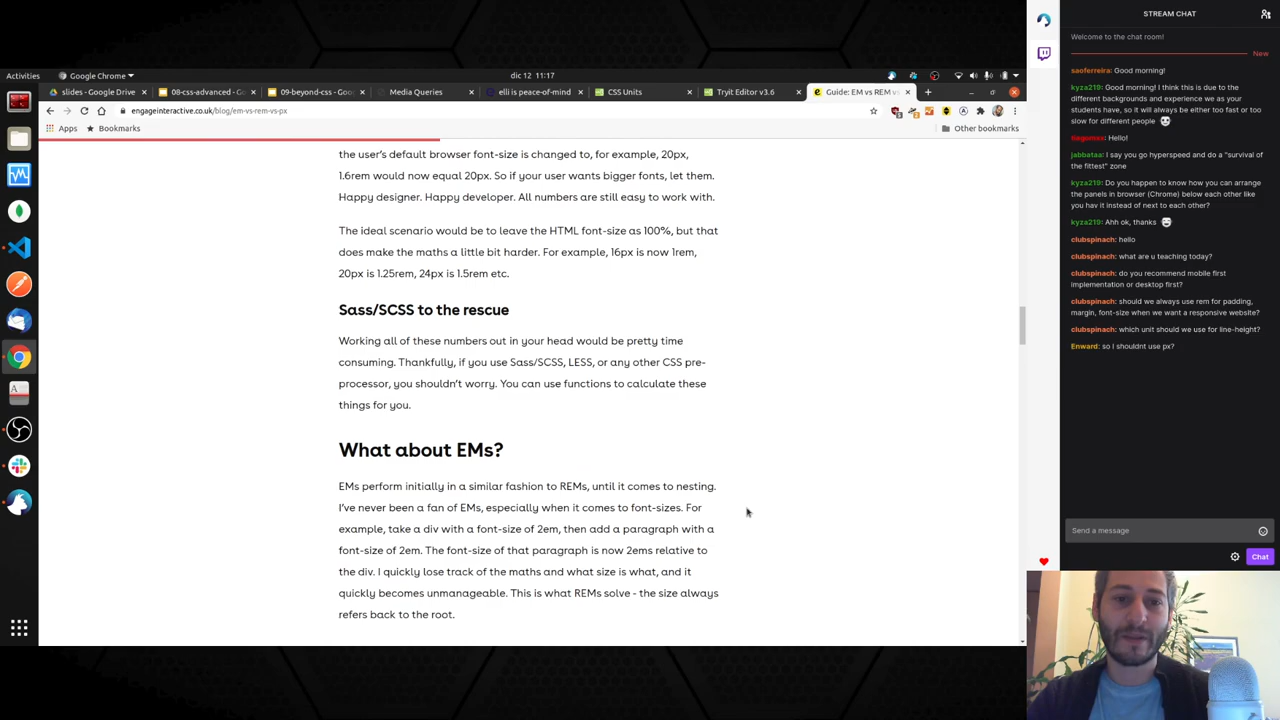 Activities
Google Chrome
dic 12 11:17
slides - Google Drive
08-css-advanced - Go
09-beyond-css - Goo
Media Queries
elli is peace-of-mind
CSS Units
Tryit Editor v3.6
Guide: EM vs REM vs
engageinteractive.co.uk/blog/em-vs-rem-vs-px
Apps
Bookmarks
Other bookmarks
the user's default browser font-size is changed to, for example, 20px,
1.6rem would now equal 20px. So if your user wants bigger fonts, let them.
Happy designer. Happy developer. All numbers are still easy to work with.
The ideal scenario would be to leave the HTML font-size as 100%, but that
does make the maths a little bit harder. For example, 16px is now 1rem,
20px is 1.25rem, 24px is 1.5rem etc.
Sass/SCSS to the rescue
Working all of these numbers out in your head would be pretty time
consuming. Thankfully, if you use Sass/SCSS, LESS, or any other CSS pre-
processor, you shouldn't worry. You can use functions to calculate these
things for you.
What about EMs?
EMs perform initially in a similar fashion to REMs, until it comes to nesting.
I've never been a fan of EMs, especially when it comes to font-sizes. For
example, take a div with a font-size of 2em, then add a paragraph with a
font-size of 2em. The font-size of that paragraph is now 2ems relative to
the div. I quickly lose track of the maths and what size is what, and it
quickly becomes unmanageable. This is what REMs solve - the size always
refers back to the root.
STREAM CHAT
Welcome to the chat room!
New
saoferreira: Good morning!
kyza219: Good morning! I think this is due to the
different backgrounds and experience we as your
students have, so it will always be either too fast or too
slow for different people
Hello!
jabbataa: I say you go hyperspeed and do a "survival of
the fittest" zone
kyza219: Do you happen to know how you can arrange
the panels in browser (Chrome) below each other like
you hav it instead of next to each other?
kyza219: Ahh ok, thanks
clubspinach: hello
clubspinach: what are u teaching today?
clubspinach: do you recommend mobile first
implementation or desktop first?
clubspinach: should we always use rem for padding,
margin, font-size when we want a responsive website?
clubspinach: which unit should we use for line-height?
Enward: so I shouldnt use px?
Send a message
Chat